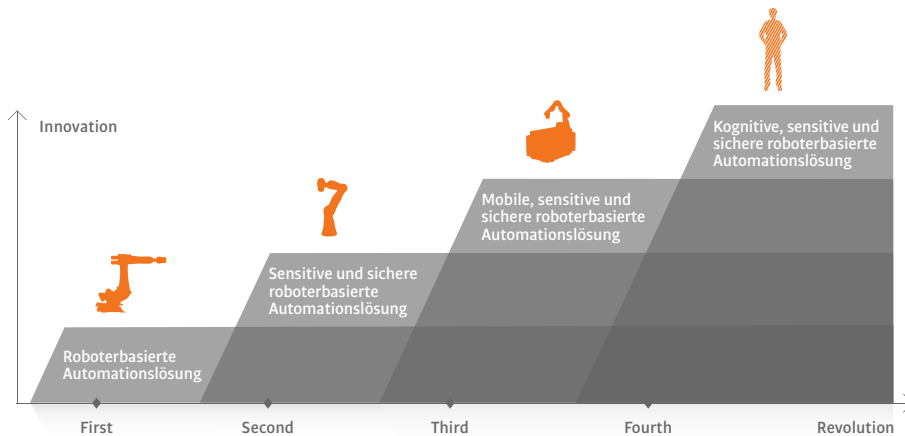 Innovation
Kognitive, sensitive und
sichere roboterbasierte
Automationslösung
Mobile, sensitive und
sichere roboterbasierte
Automationslösung
Sensitive und sichere
roboterbasierte
Automationslösung
Roboterbasierte
Automationslösung
First
Second
Third
Fourth
Revolution